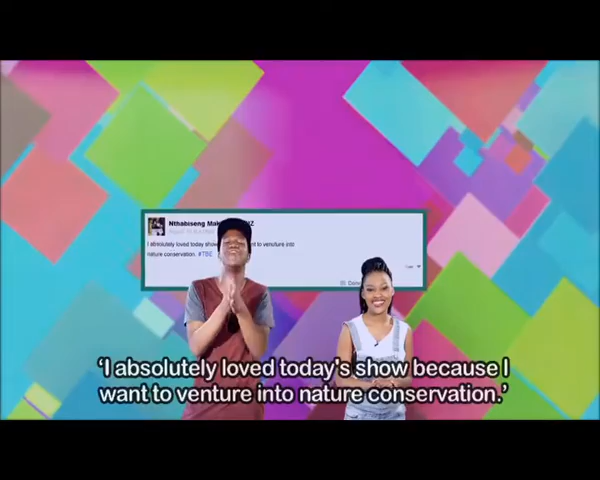 Nthabiseng Mak
I absolutely loved today's show nt to venuture into
nature conservation. #TBE
'I absolutely loved today's show because I
want to venture into nature conservation.'